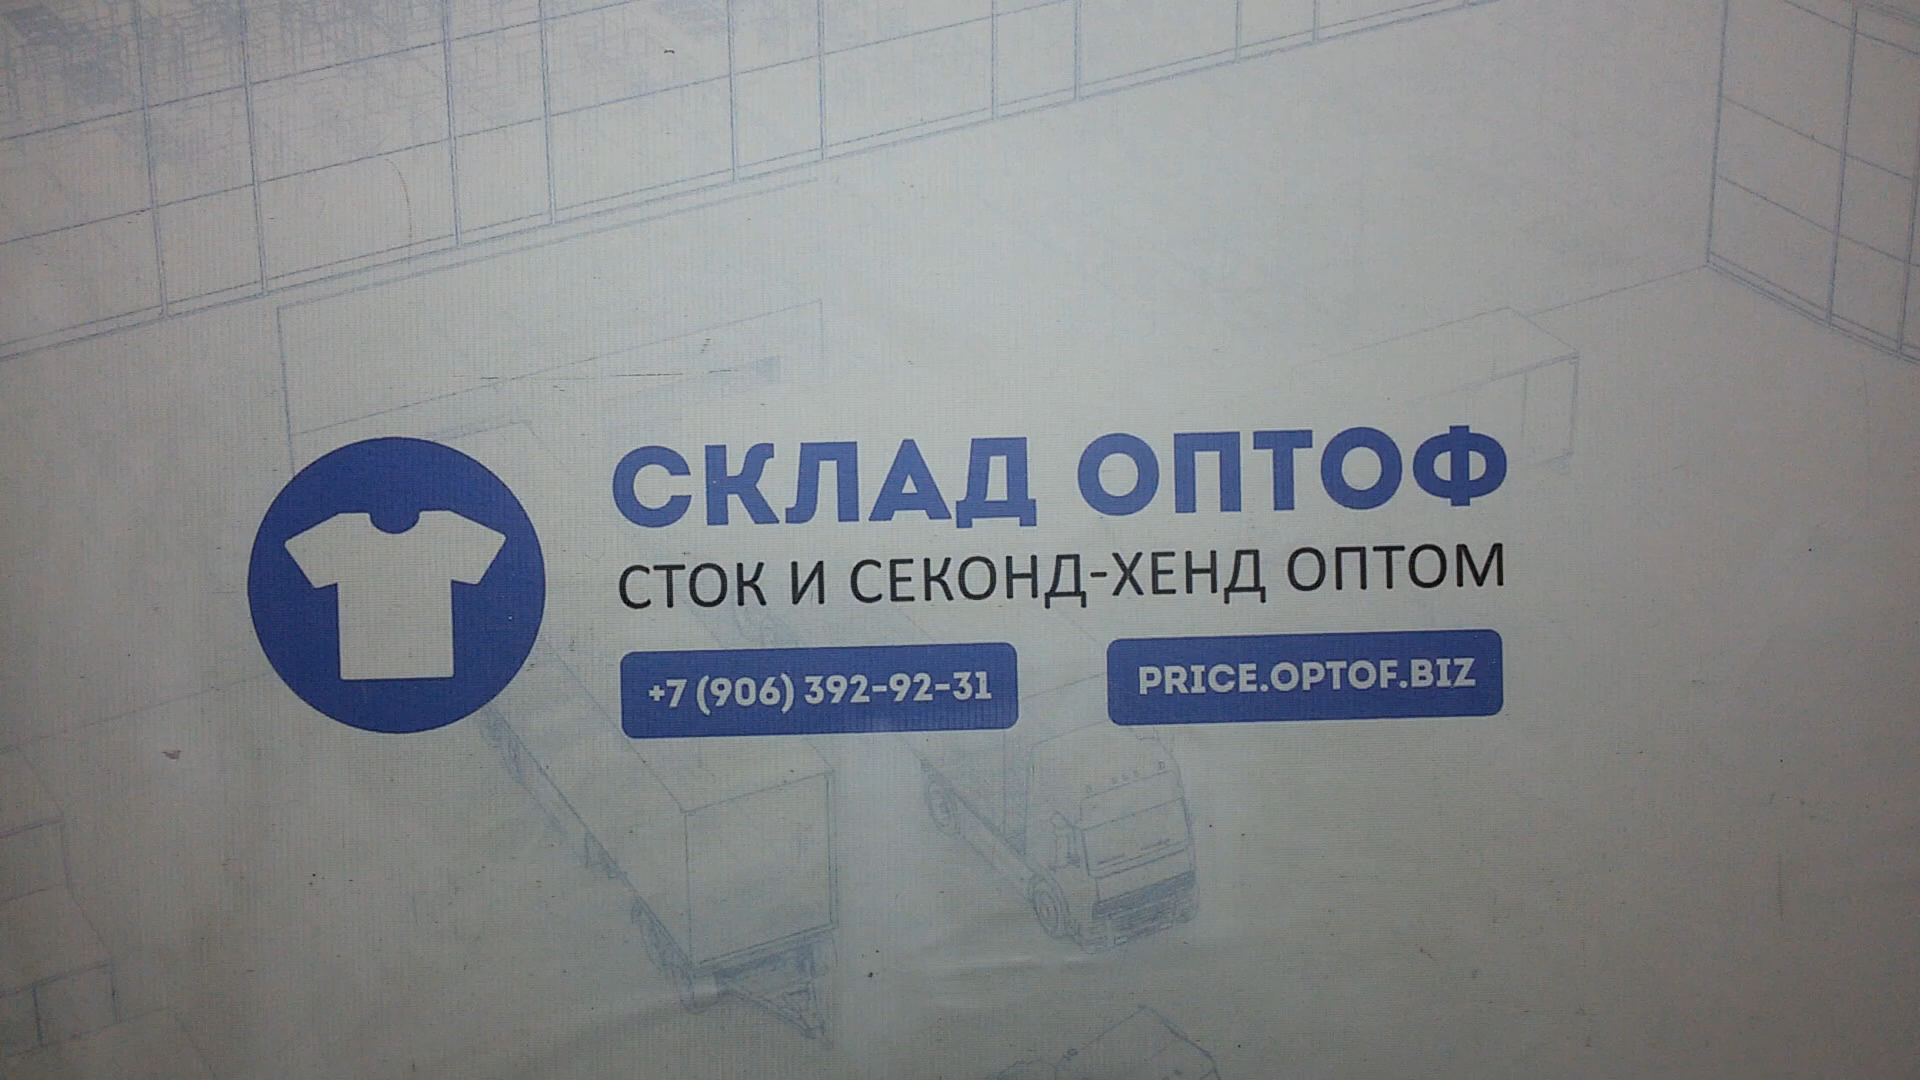 СКЛАД ОПТОФ
СТОК И СЕКОНД-ХЕНД ОПТОМ
+7 (906) 392-92-31
PRICE.OPTOF.BIZ